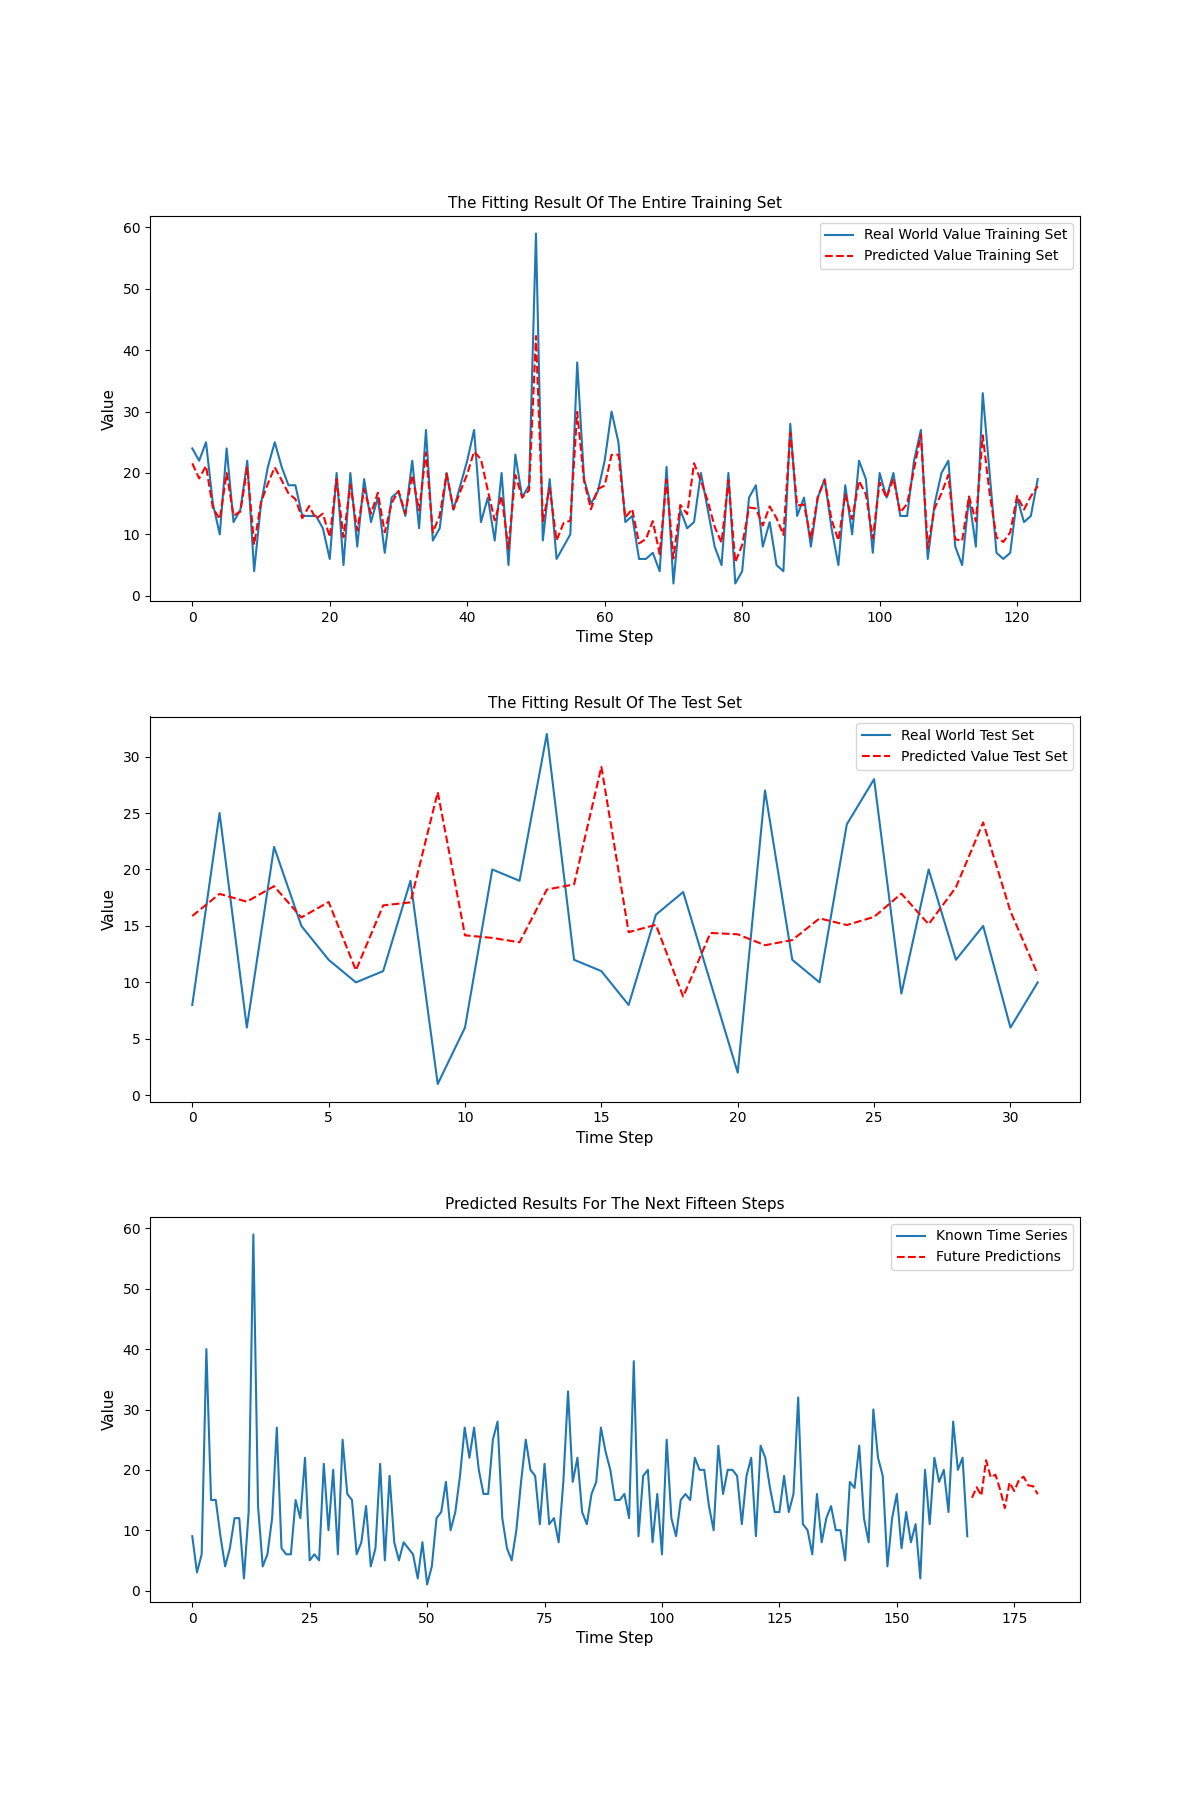 The Fitting Result Of The Entire Training Set
60
50
40
30
20
10
0
Value
Real World Value Training Set
Predicted Value Training Set
0 20 40 60 80 100 120
Time Step
The Fitting Result Of The Test Set
30
25
20
15
10
5
0
Value
Real World Test Set
Predicted Value Test Set
0 5 10 15 20 25 30
Time Step
Predicted Results For The Next Fifteen Steps
60
50
40
30
20
10
0
Value
Known Time Series
Future Predictions
0 25 50 75 100 125 150 175
Time Step